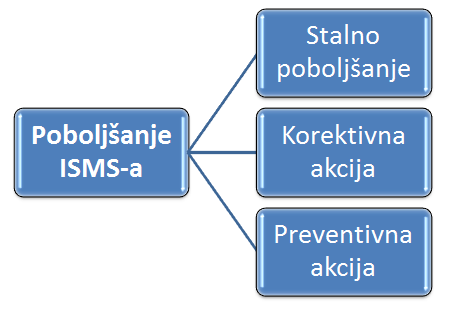 Poboljšanje
ISMS-a
Stalno
poboljšanje
Korektivna
akcija
Preventivna
akcija